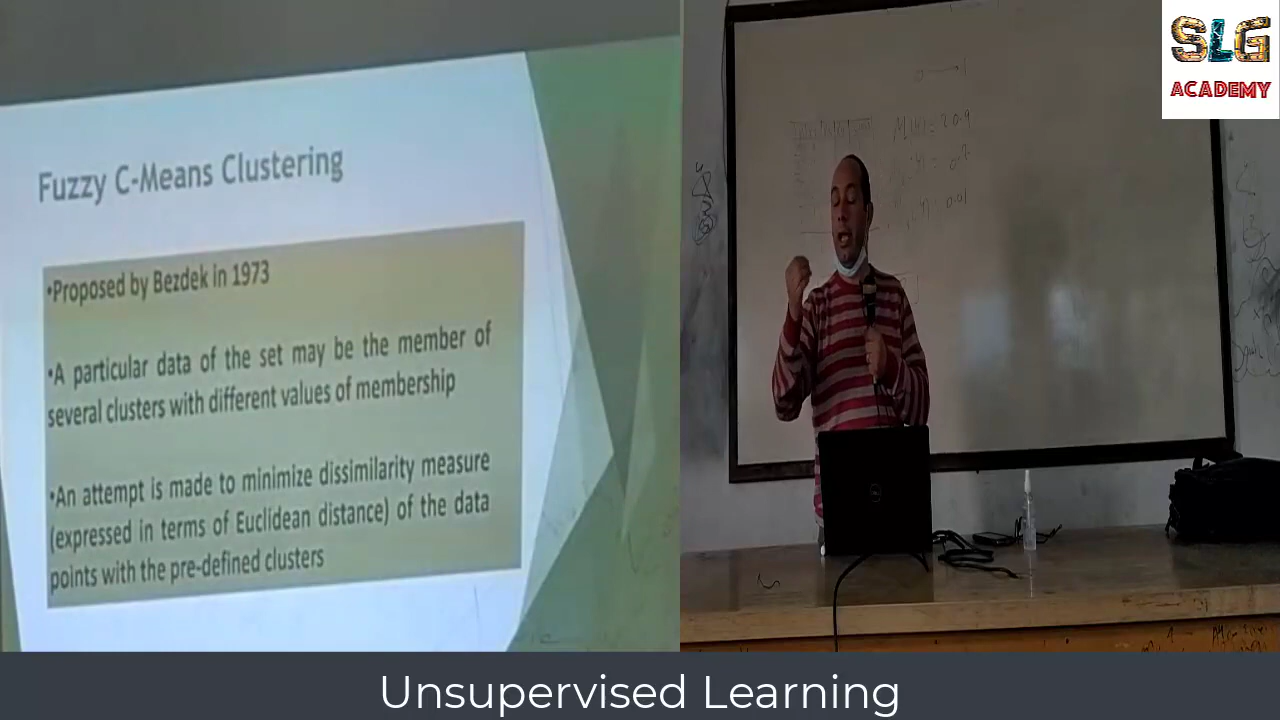 Fuzzy C-Means Clustering
•Proposed by Bezdek in 1973
•A particular data of the set may be the member of
several clusters with different values of membership
•An attempt is made to minimize dissimilarity measure
(expressed in terms of Euclidean distance) of the data
points with the pre-defined clusters
SLG
ACADEMY
0.01
Unsupervised Learning